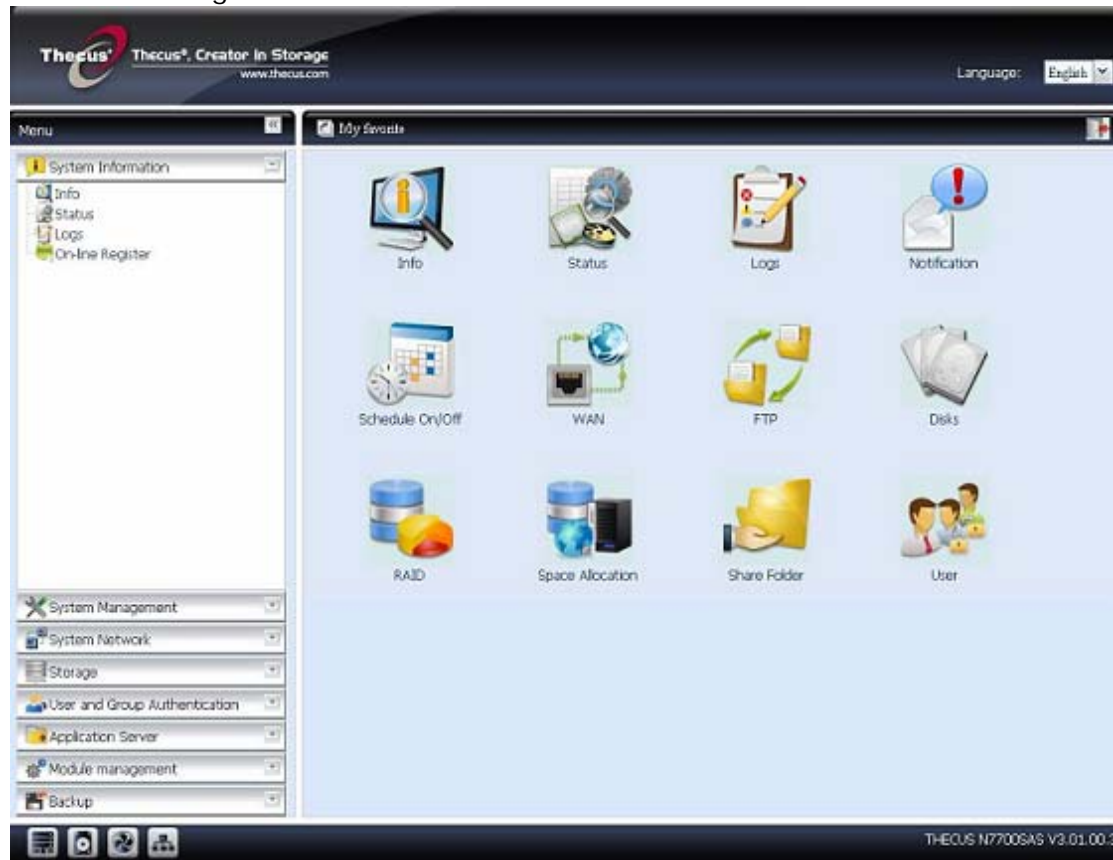 Thecus® Thecus®, Creator in Storage
www.thecus.com
Language: English
Menu
My favorite
System Information
Info
Status
Logs
On-line Register
Info Status Logs Notification
Schedule On/Off WAN FTP Disks
RAID Space Allocation Share Folder User
System Management
System Network
Storage
User and Group Authentication
Application Server
Module management
Backup
THECUS N7700SAS V3.01.00.